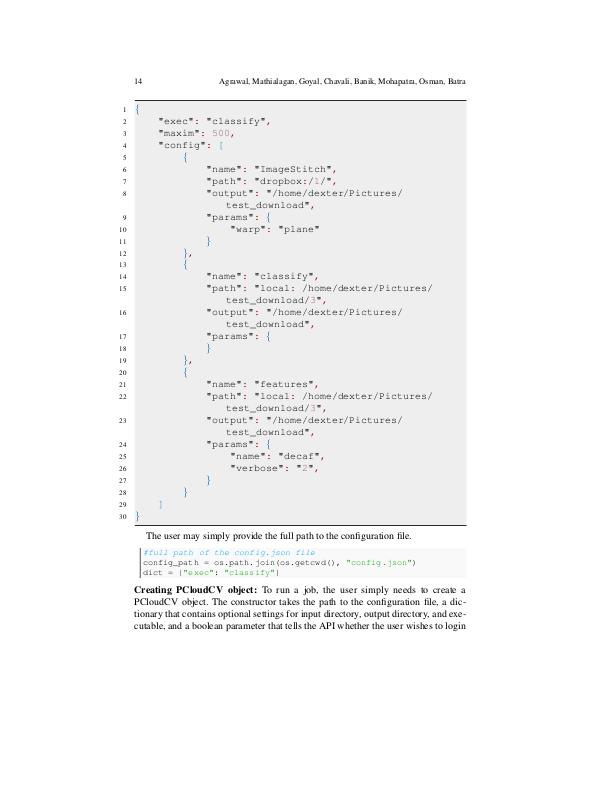 14 Agrawal, Mathialagan, Goyal, Chavali, Banik, Mohapatra, Osman, Batra
1 {
2 "exec": "classify",
3 "maxim": 500,
4 "config": [
5 {
6 "name": "ImageStitch",
7 "path": "dropbox:/1/",
8 "output": "/home/dexter/Pictures/
test_download",
9 "params": {
10 "warp": "plane"
11 }
12 },
13 {
14 "name": "classify",
15 "path": "local: /home/dexter/Pictures/
test_download/3",
16 "output": "/home/dexter/Pictures/
test_download",
17 "params": {
18 }
19 },
20 {
21 "name": "features",
22 "path": "local: /home/dexter/Pictures/
test_download/3",
23 "output": "/home/dexter/Pictures/
test_download",
24 "params": {
25 "name": "decaf",
26 "verbose": "2",
27 }
28 }
29 ]
30 }
The user may simply provide the full path to the configuration file.
#full path of the config.json file
config_path = os.path.join(os.getcwd(), "config.json")
dict = {"exec": "classify"}
Creating PCloudCV object: To run a job, the user simply needs to create a
PCloudCV object. The constructor takes the path to the configuration file, a dic-
tionary that contains optional settings for input directory, output directory, and exe-
cutable, and a boolean parameter that tells the API whether the user wishes to login